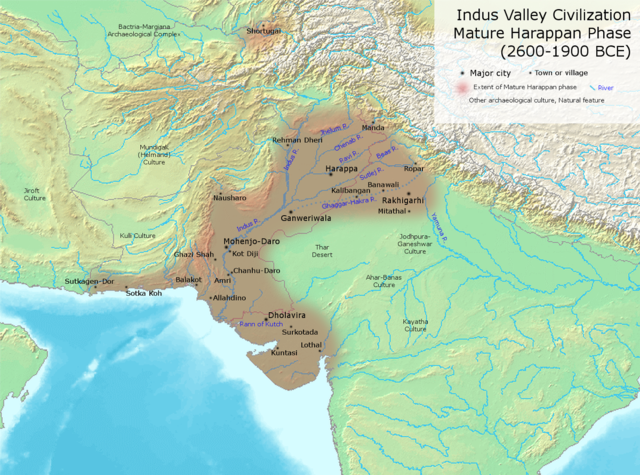 Indus Valley Civilization
Mature Harappan Phase
(2600-1900 BCE)
Major city
Town or village
Extent of Mature Harappan phase
River
Other archaeological culture, Natural feature
Bactria-Margiana
Archaeological Complex
Shortugai
Manda
Jhelum R.
Rehman Dheri
Chenab R.
Mundigak
(Helmand)
Culture
Indus R.
Ravi R.
Beas R.
Harappa
Sutlej R.
Ropar
Jiroft
Culture
Nausharo
Kalibangan
Banawali
Rakhigarhi
Ghaggar-Hakra R.
Mitathal
Ganweriwala
Indus R.
Yamuna R.
Kulli Culture
Mohenjo-Daro
Ghazi Shah
Kot Diji
Thar
Desert
Jodhpura-
Ganeshwar
Culture
Chanhu-Daro
Sutkagen-Dor
Balakot
Amri
Ahar-Banas
Culture
Sotka Koh
Allahdino
Dholavira
Rann of Kutch
Surkotada
Kayatha
Culture
Lothal
Kuntasi